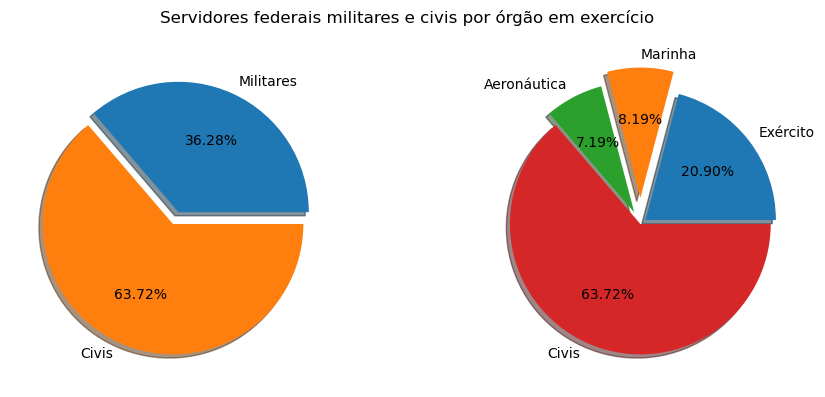 Servidores federais militares e civis por órgão em exercício
Militares
36.28%
63.72%
Civis
Marinha
Aeronáutica
8.19%
Exército
7.19%
20.90%
63.72%
Civis